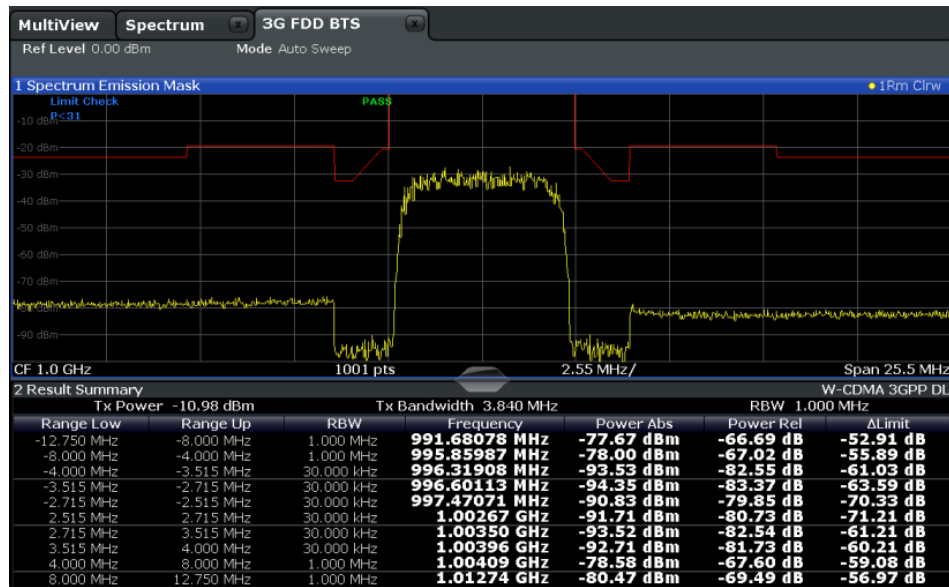 MultiView Spectrum x 3G FDD BTS x
Ref Level 0.00 dBm Mode Auto Sweep
1 Spectrum Emission Mask 1Rm Clrw
Limit Check PASS
P<31
-10 dBm
-20 dBm
-30 dBm
-40 dBm
-50 dBm
-60 dBm
-70 dBm
-80 dBm
-90 dBm
CF 1.0 GHz 1001 pts 2.55 MHz/ Span 25.5 MHz
2 Result Summary W-CDMA 3GPP DL
Tx Power -10.98 dBm Tx Bandwidth 3.840 MHz RBW 1.000 MHz
Range Low Range Up RBW Frequency Power Abs Power Rel ΔLimit
-12.750 MHz -8.000 MHz 1.000 MHz 991.68078 MHz -77.67 dBm -66.69 dB -52.91 dB
-8.000 MHz -4.000 MHz 1.000 MHz 995.85987 MHz -78.00 dBm -67.02 dB -55.89 dB
-4.000 MHz -3.515 MHz 30.000 kHz 996.31908 MHz -93.53 dBm -82.55 dB -61.03 dB
-3.515 MHz -2.715 MHz 30.000 kHz 996.60113 MHz -94.35 dBm -83.37 dB -63.59 dB
-2.715 MHz -2.515 MHz 30.000 kHz 997.47071 MHz -90.83 dBm -79.85 dB -70.33 dB
2.515 MHz 2.715 MHz 30.000 kHz 1.00267 GHz -91.71 dBm -80.73 dB -71.21 dB
2.715 MHz 3.515 MHz 30.000 kHz 1.00350 GHz -93.52 dBm -82.54 dB -61.21 dB
3.515 MHz 4.000 MHz 30.000 kHz 1.00396 GHz -92.71 dBm -81.73 dB -60.21 dB
4.000 MHz 8.000 MHz 1.000 MHz 1.00409 GHz -78.58 dBm -67.60 dB -59.08 dB
8.000 MHz 12.750 MHz 1.000 MHz 1.01274 GHz -80.47 dBm -69.49 dB -56.97 dB